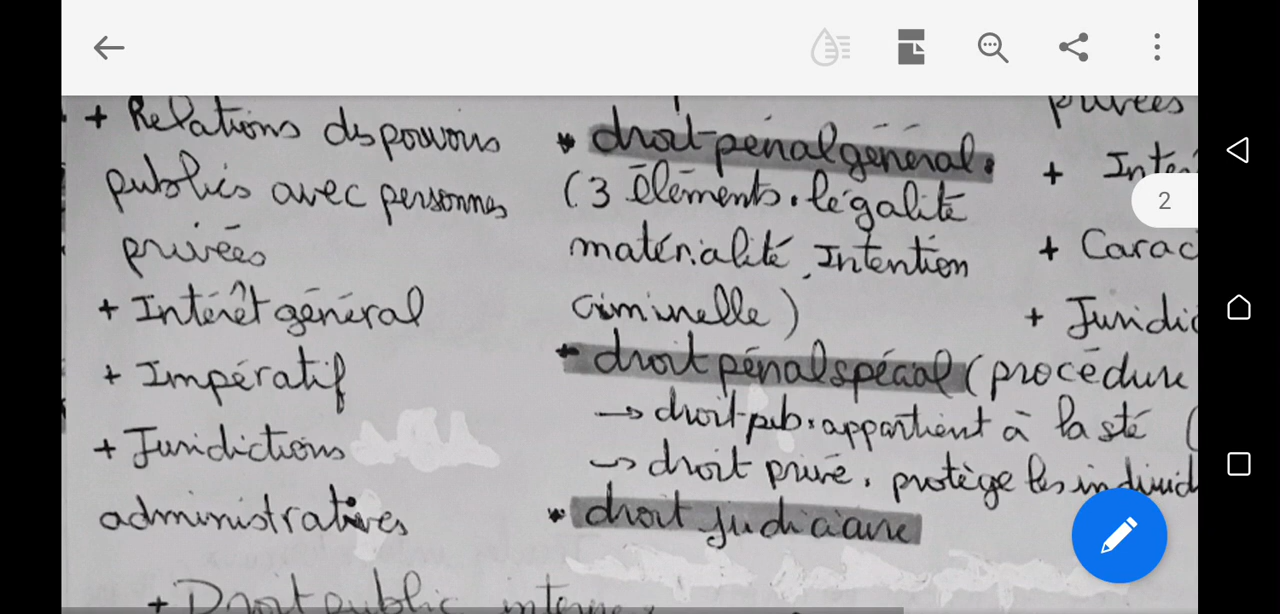 privées
+ Relations des pouvoirs
publics avec personnes
privées
+ Intérêt général
+ Impératif
+ Juridictions
administratives
+ Droit public interne
* droit pénal général.
(3 éléments. légalité
matérialité, Intention
criminelle)
+ droit pénal spécial (procédure
→ droit pub. appartient à la sté (
→ droit privé. protège les individ
* droit judiciaire
+ Inté
+ Carac
+ Juridic
2